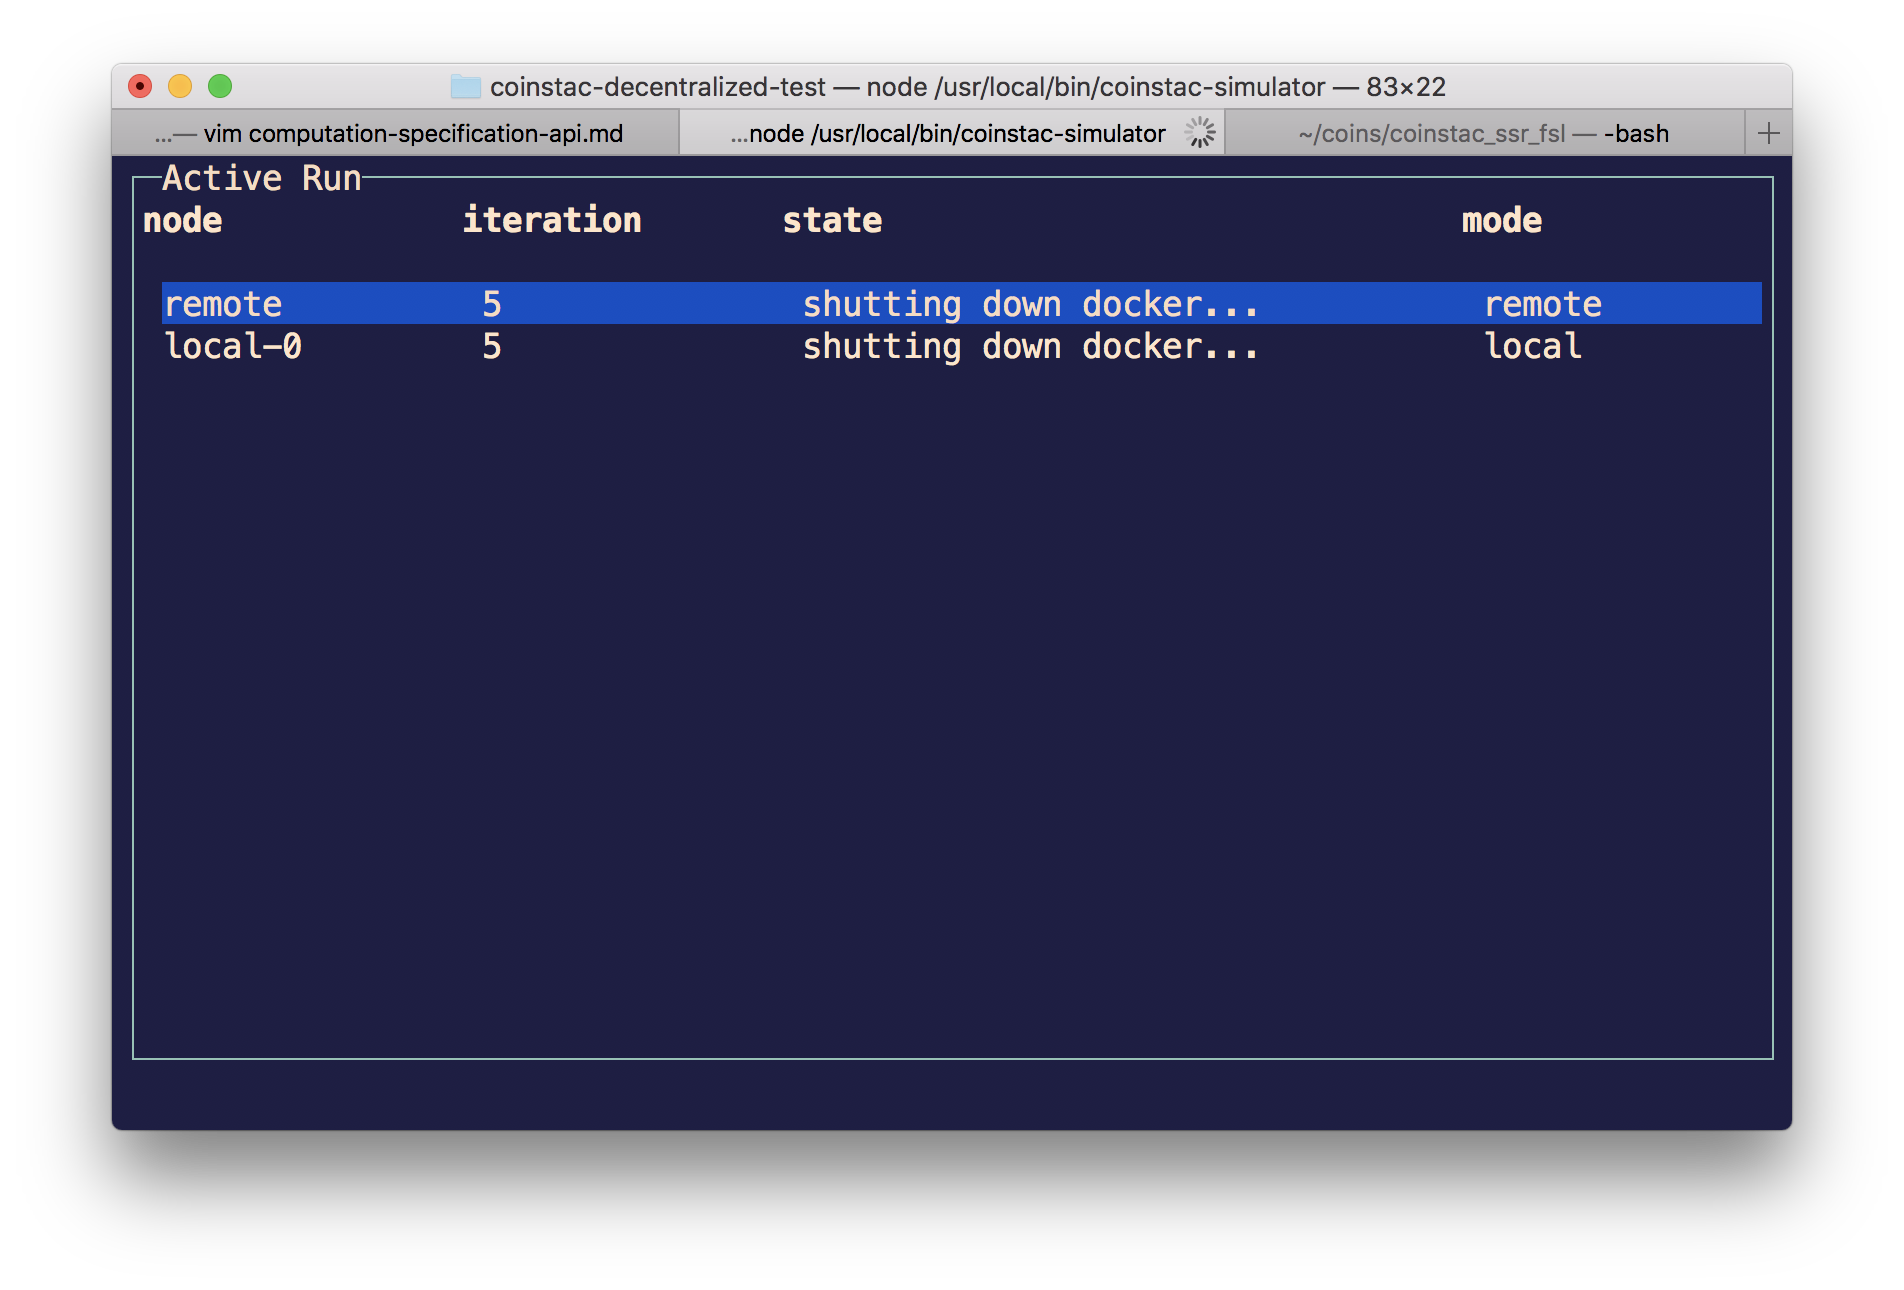 coinstac-decentralized-test — node /usr/local/bin/coinstac-simulator — 83×22
...— vim computation-specification-api.md ...node /usr/local/bin/coinstac-simulator ~/coins/coinstac_ssr_fsl — -bash +
Active Run
node iteration state mode
remote 5 shutting down docker... remote
local-0 5 shutting down docker... local